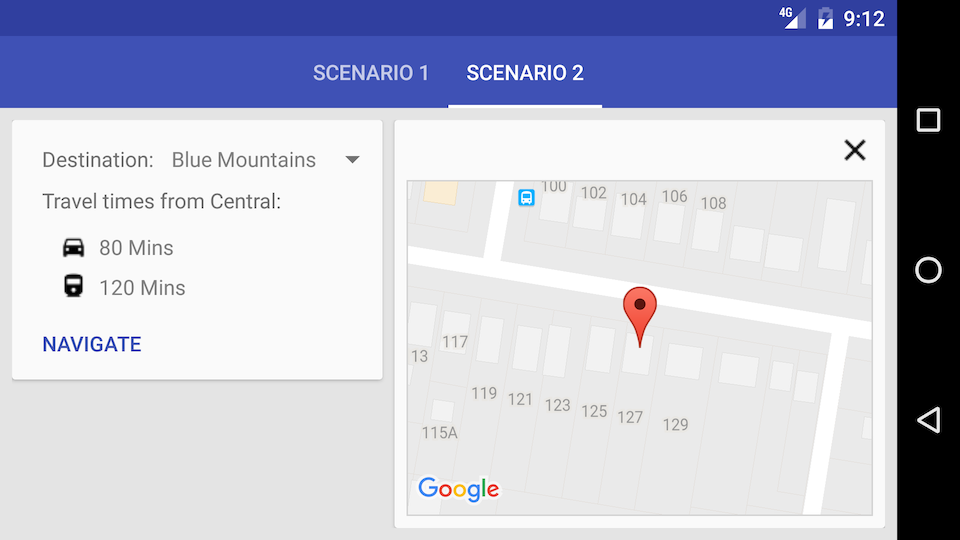 4G 9:12
SCENARIO 1 SCENARIO 2
Destination: Blue Mountains
Travel times from Central:
80 Mins
120 Mins
NAVIGATE
100
102
104
106
108
117
13
119
121
123
125
127
129
115A
Google